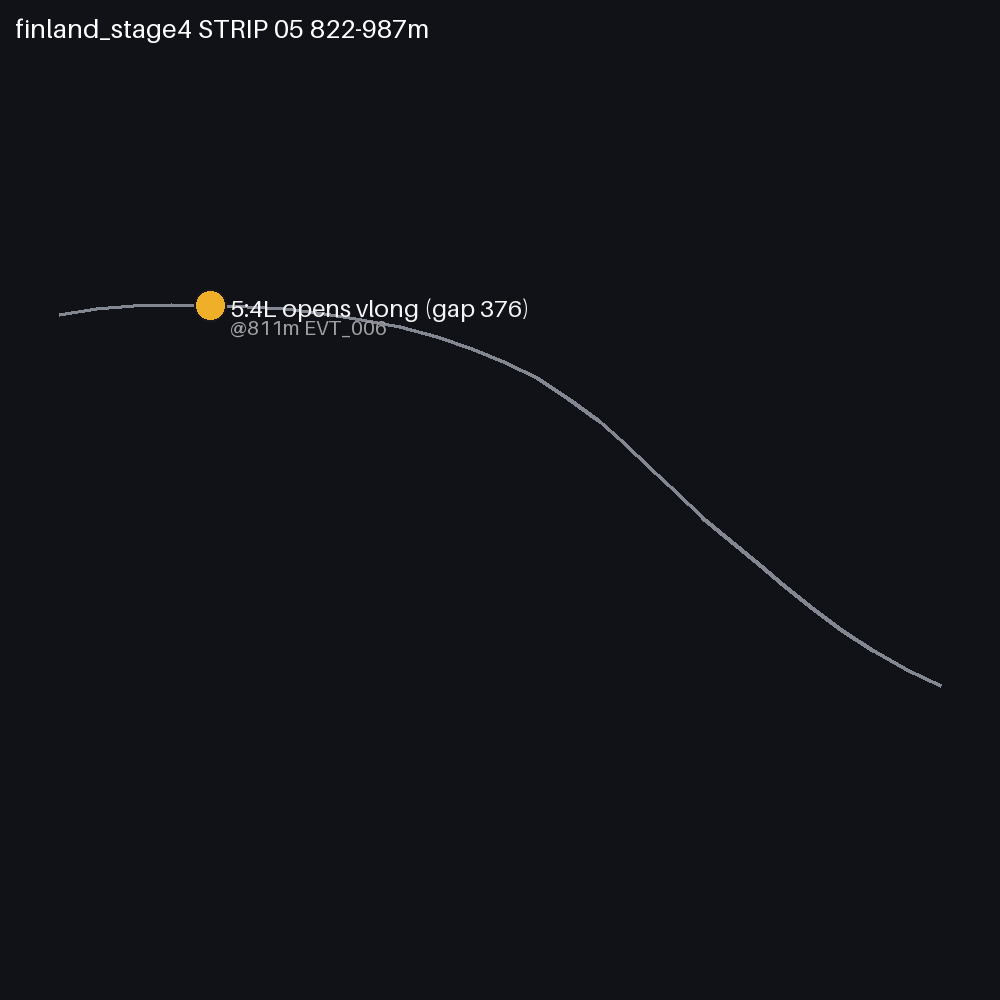 finland_stage4 STRIP 05 822-987m
5:4L opens vlong (gap 376)
@811m EVT_006